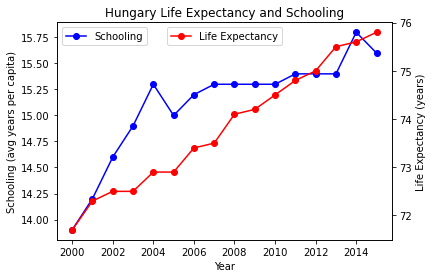 Hungary Life Expectancy and Schooling
Schooling
Life Expectancy
Schooling (avg years per capita)
15.75
15.50
15.25
15.00
14.75
14.50
14.25
14.00
76
75
74
73
72
Life Expectancy (years)
2000 2002 2004 2006 2008 2010 2012 2014
Year